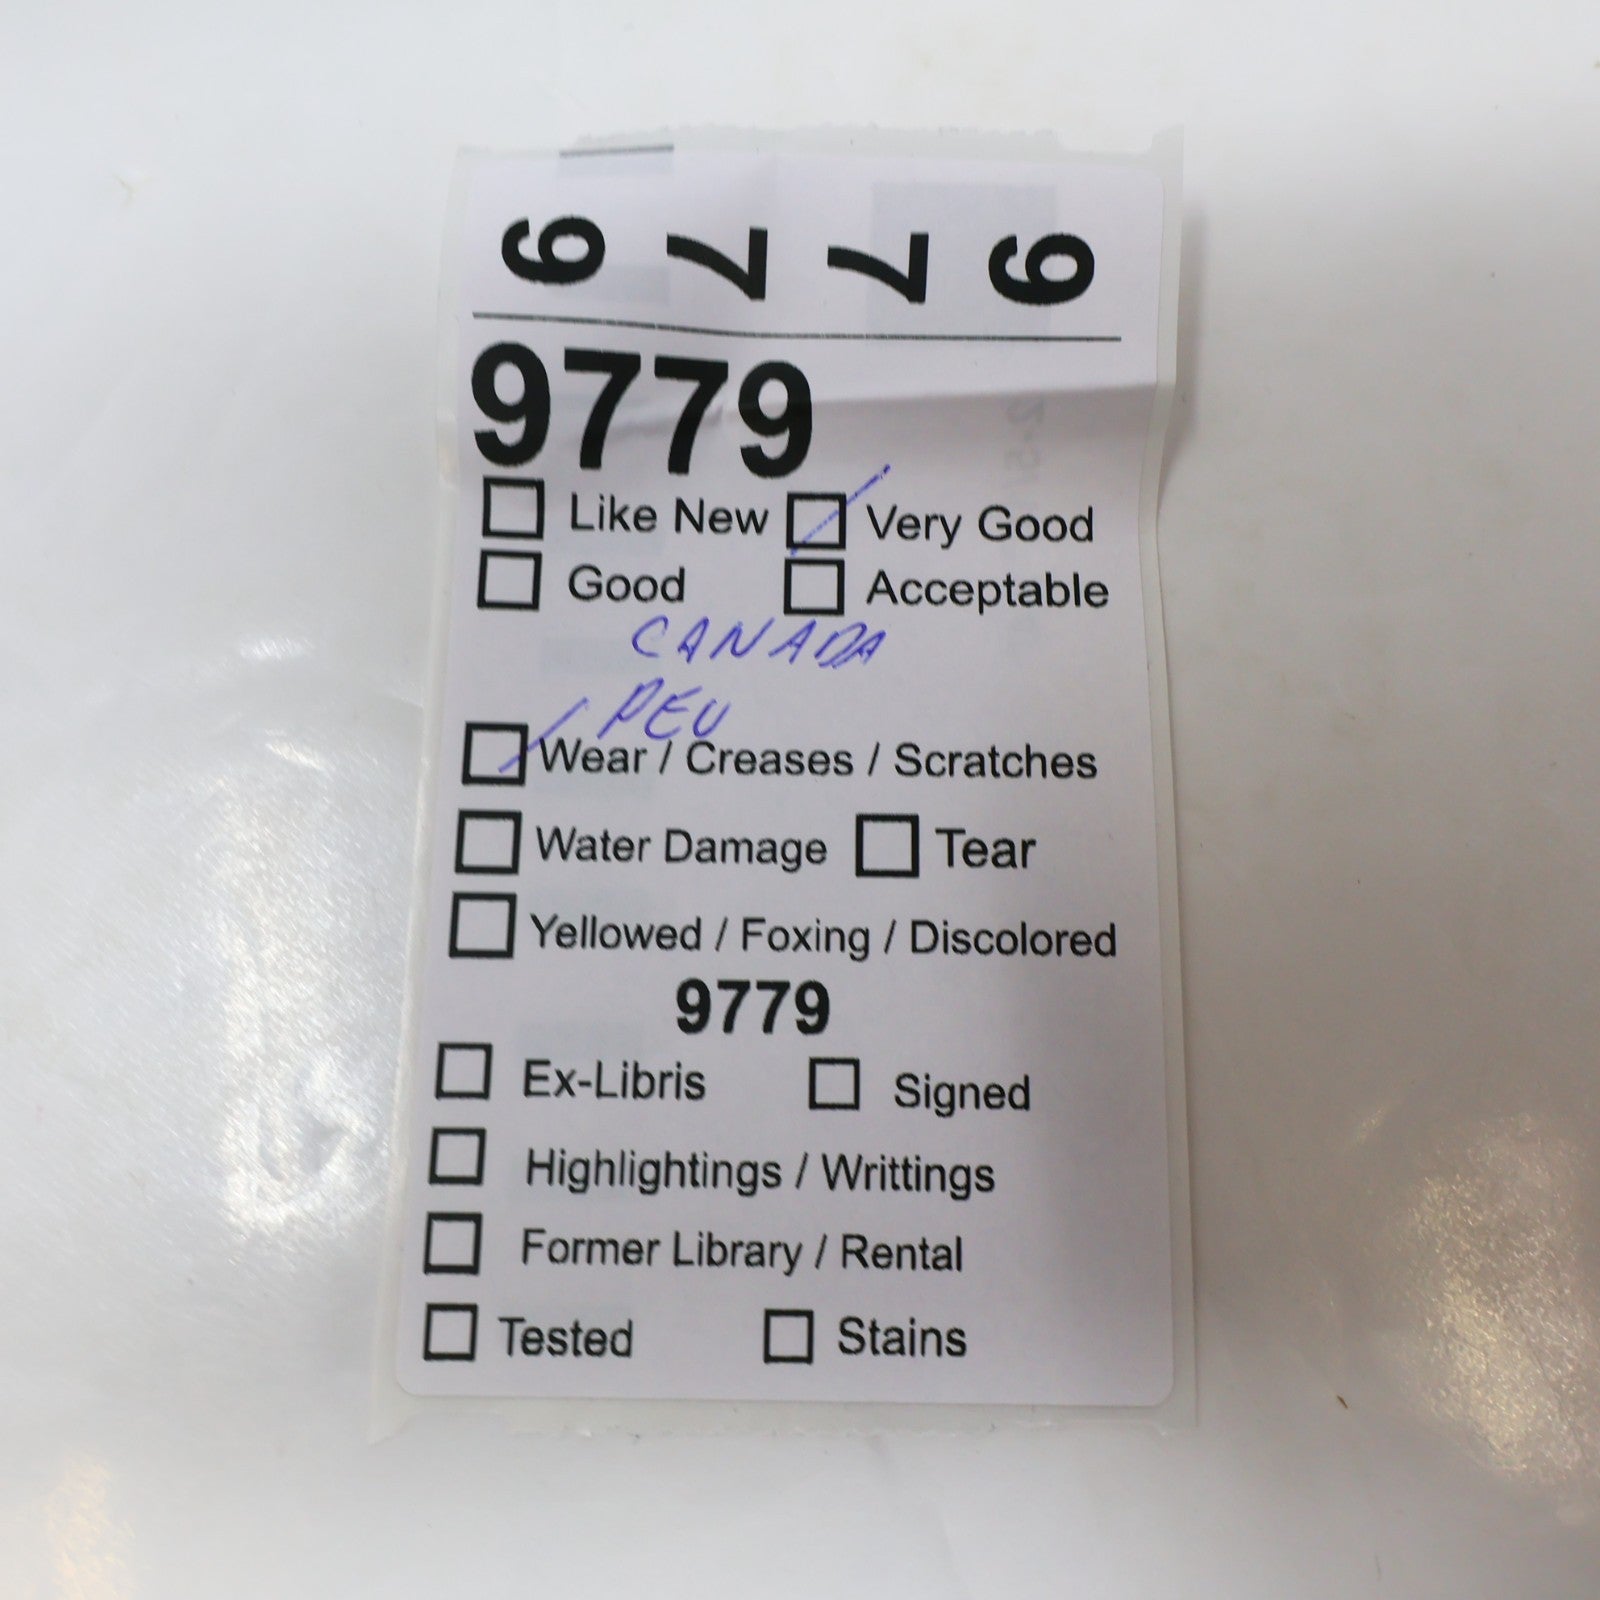 9779
9779
Like New Very Good
Good Acceptable
CANADA
PEU
Wear / Creases / Scratches
Water Damage Tear
Yellowed / Foxing / Discolored
9779
Ex-Libris Signed
Highlightings / Writtings
Former Library / Rental
Tested Stains